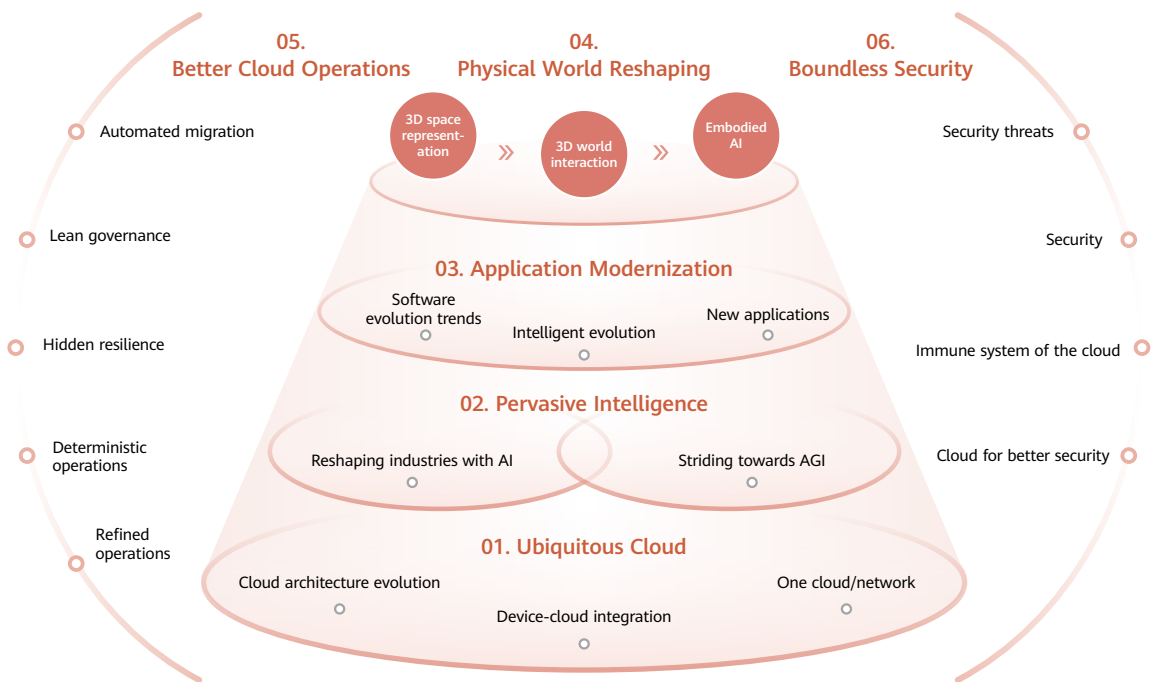 05.
Better Cloud Operations
04.
Physical World Reshaping
06.
Boundless Security
3D space
represent-
ation
3D world
interaction
Embodied
AI
Automated migration
Lean governance
Hidden resilience
Deterministic
operations
Refined
operations
Security threats
Security
Immune system of the cloud
Cloud for better security
03. Application Modernization
Software
evolution trends
Intelligent evolution
New applications
02. Pervasive Intelligence
Reshaping industries with AI
Striding towards AGI
01. Ubiquitous Cloud
Cloud architecture evolution
Device-cloud integration
One cloud/network